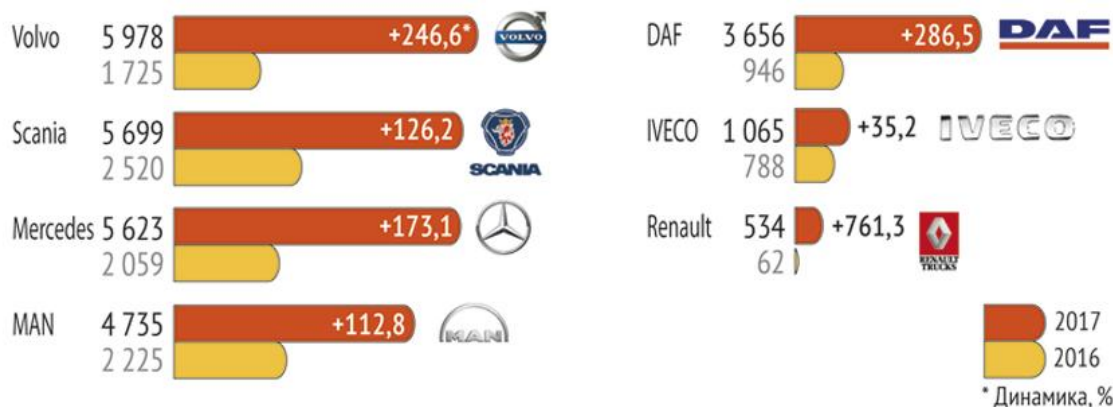 Volvo 5 978 +246,6* VOLVO
1 725
Scania 5 699 +126,2
2 520 SCANIA
Mercedes 5 623 +173,1
2 059
MAN 4 735 +112,8 MAN
2 225
DAF 3 656 +286,5 DAF
946
IVECO 1 065 +35,2 IVECO
788
Renault 534 +761,3
62 RENAULT
TRUCKS
2017
2016
* Динамика, %